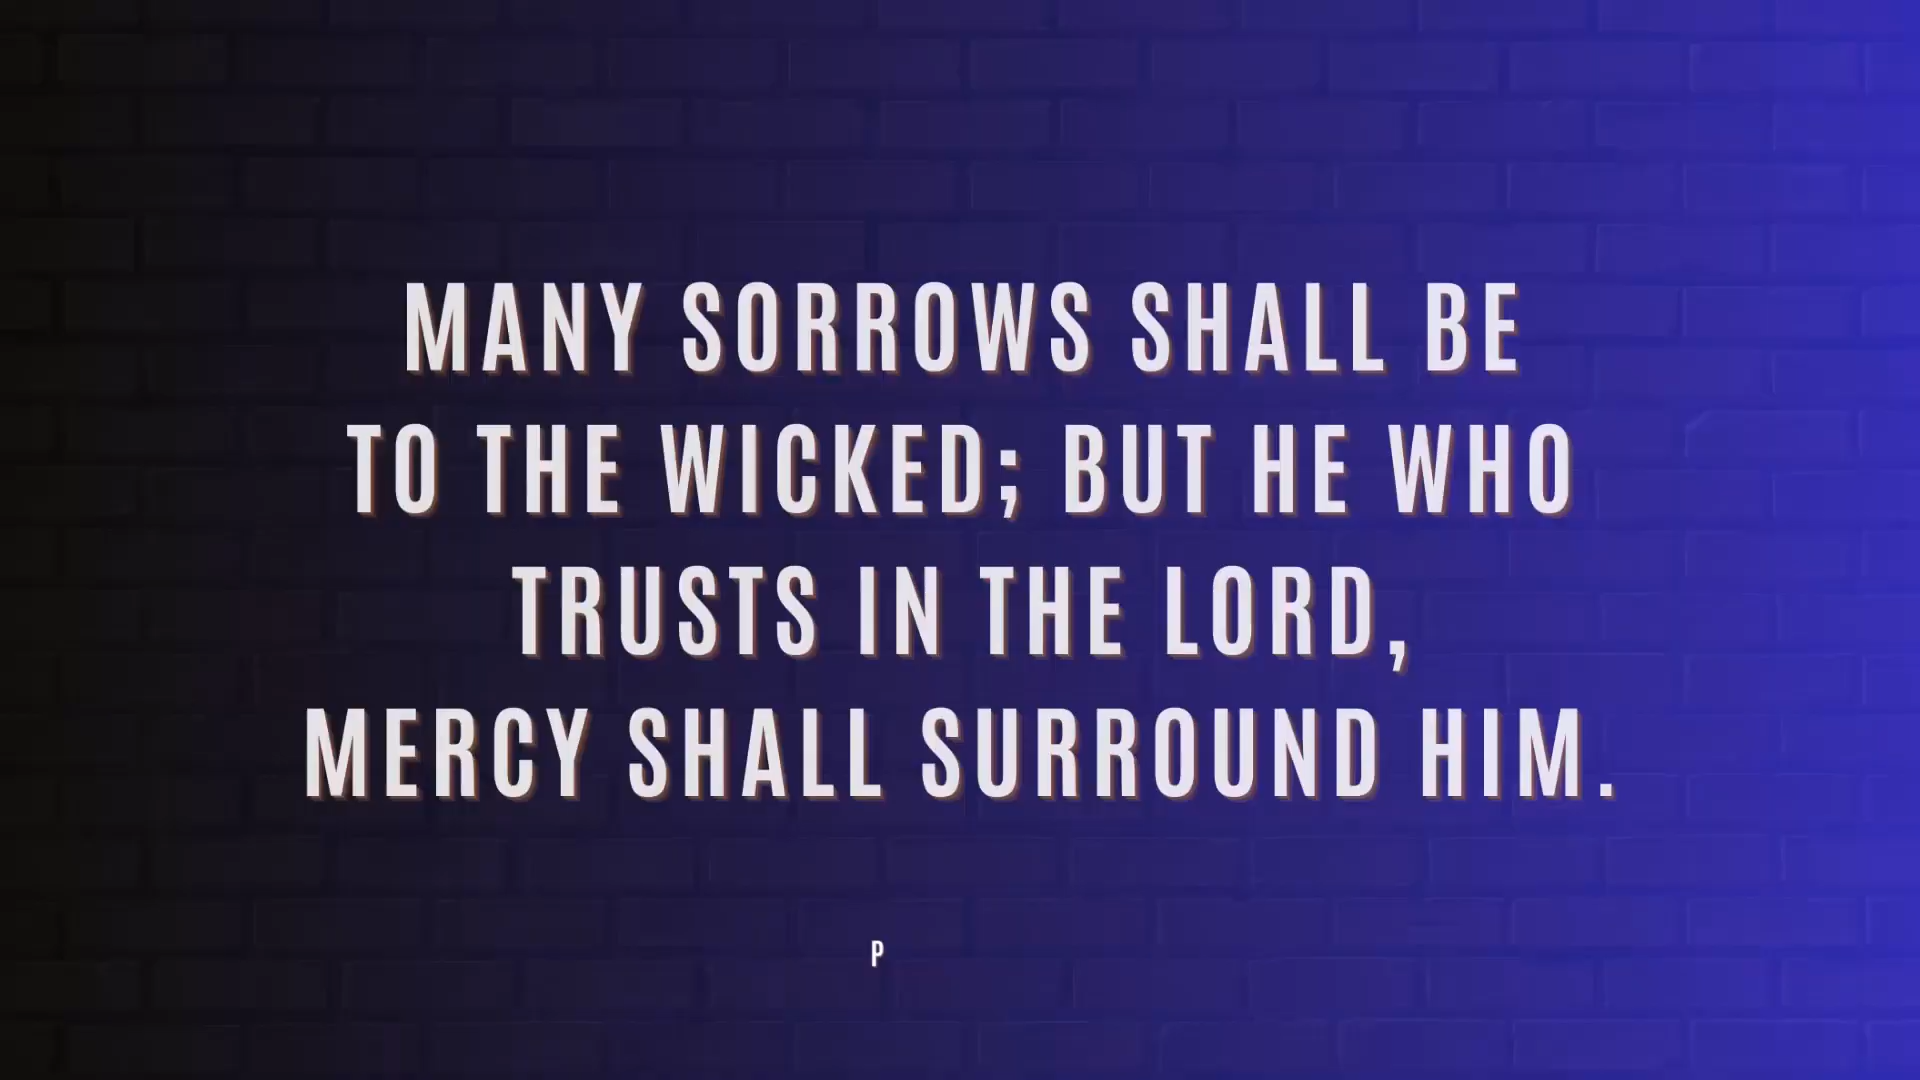 MANY SORROWS SHALL BE
TO THE WICKED; BUT HE WHO
TRUSTS IN THE LORD,
MERCY SHALL SURROUND HIM.
P